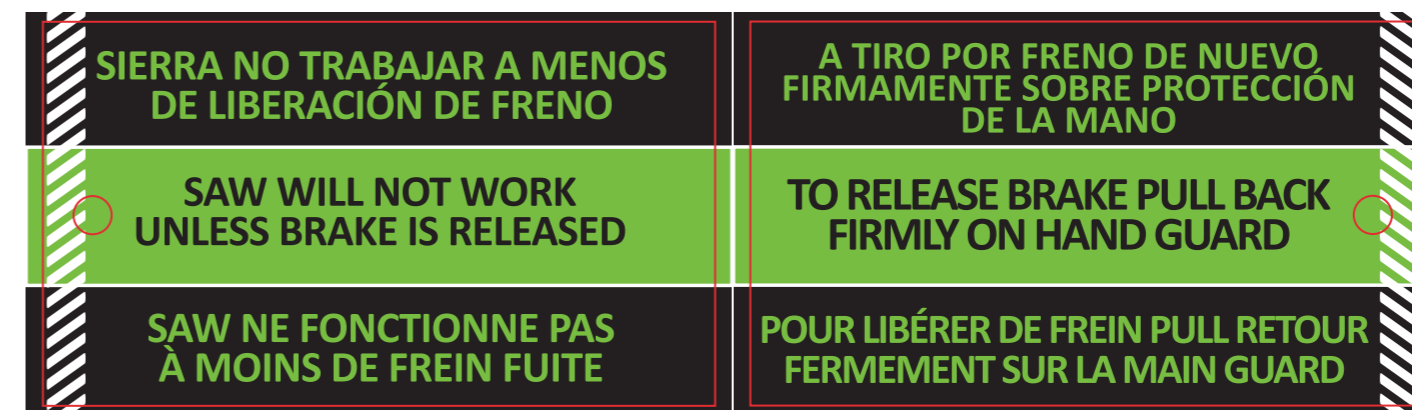 SIERRA NO TRABAJAR A MENOS
DE LIBERACIÓN DE FRENO
SAW WILL NOT WORK
UNLESS BRAKE IS RELEASED
SAW NE FONCTIONNE PAS
À MOINS DE FREIN FUITE
A TIRO POR FRENO DE NUEVO
FIRMAMENTE SOBRE PROTECCIÓN
DE LA MANO
TO RELEASE BRAKE PULL BACK
FIRMLY ON HAND GUARD
POUR LIBÉRER DE FREIN PULL RETOUR
FERMEMENT SUR LA MAIN GUARD